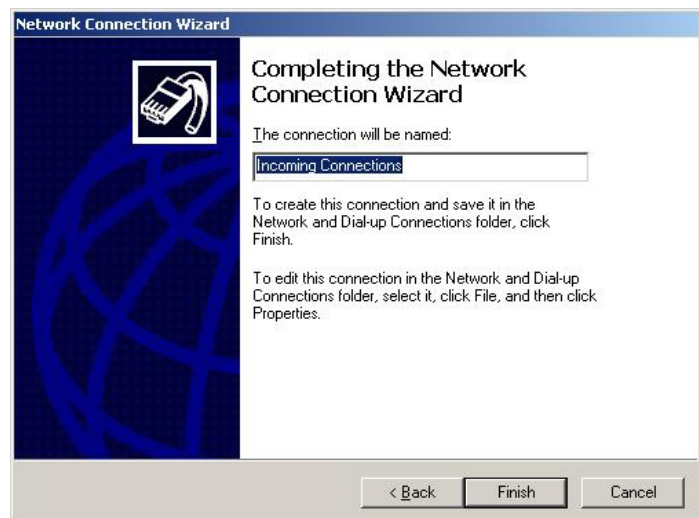 Network Connection Wizard
Completing the Network
Connection Wizard
The connection will be named:
Incoming Connections
To create this connection and save it in the
Network and Dial-up Connections folder, click
Finish.
To edit this connection in the Network and Dial-up
Connections folder, select it, click File, and then click
Properties.
< Back
Finish
Cancel